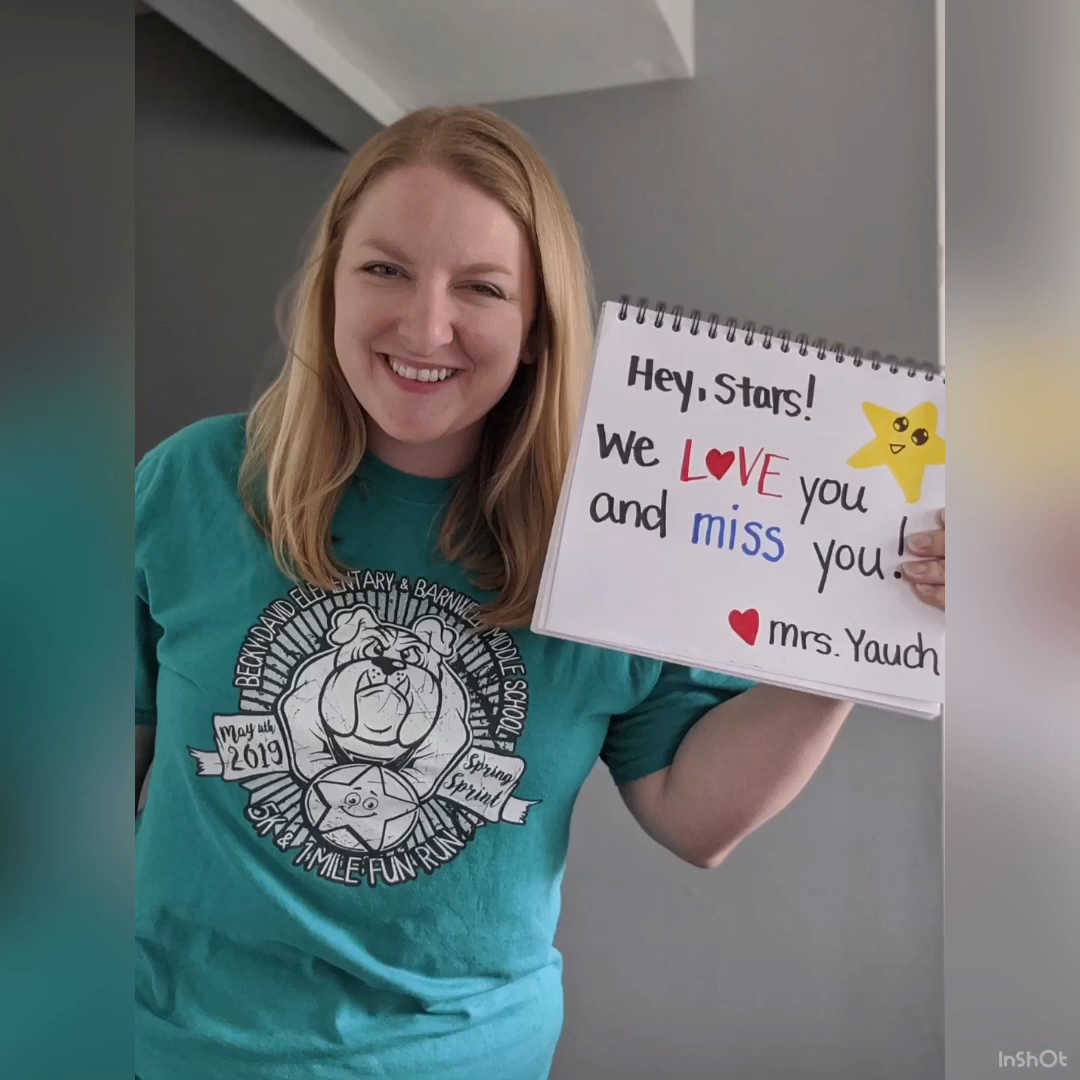 Hey, Stars!
We LOVE you
and miss you!
mrs. Yauch
BECKY-DAVID ELEMENTARY & BARNWELL MIDDLE SCHOOL
May 4th
2019
Spring
Sprint
5K & 1-MILE FUN RUN
InShOt